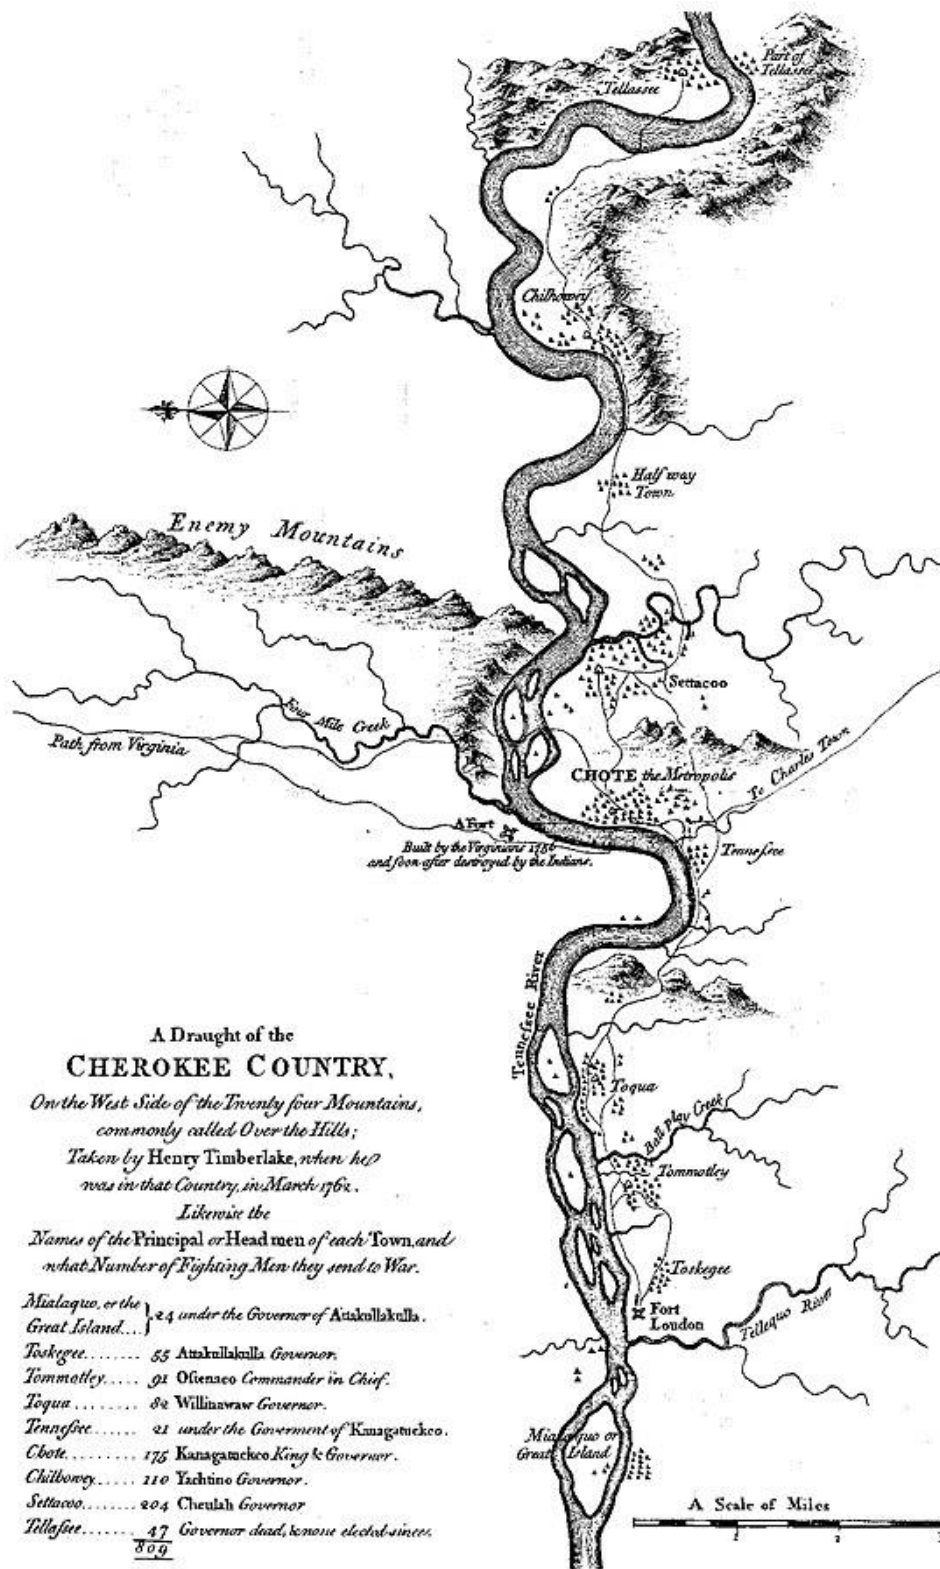 Part of
Tellassee
Tellassee
Chilhowey
Half way
Town
Enemy Mountains
Settacoo
Four Mile Creek
Path from Virginia
CHOTE the Metropolis
To Charles Town
A Fort
Built by the Virginians 1756
and soon after destroyed by the Indians.
Tennessee
Tennessee River
Toqua
Ball play Creek
Tommotley
Toskegee
Fort
Loudon
Tellequo River
Mialaquo or
Great Island
A Draught of the
CHEROKEE COUNTRY,
On the West Side of the Twenty four Mountains,
commonly called Over the Hills;
Taken by Henry Timberlake, when he
was in that Country, in March 1762.
Likewise the
Names of the Principal or Head men of each Town, and
what Number of Fighting Men they send to War.
Mialaquo, or the
Great Island.... } .24 under the Governor of Attakullakulla.
Toskegee........ 55 Attakullakulla Governor.
Tommotley..... 91 Ostenaco Commander in Chief.
Toqua ........ 82 Willinawaw Governor.
Tennessee...... 21 under the Goverment of Kanagatuckco.
Chote.......... 175 Kanagatuckco King & Governor.
Chilhowey...... 110 Yachtino Governor.
Settacoo........ 204 Cheulah Governor
Tellassee....... 47 Governor dead, & none elected since.
809
A Scale of Miles
1 2 3